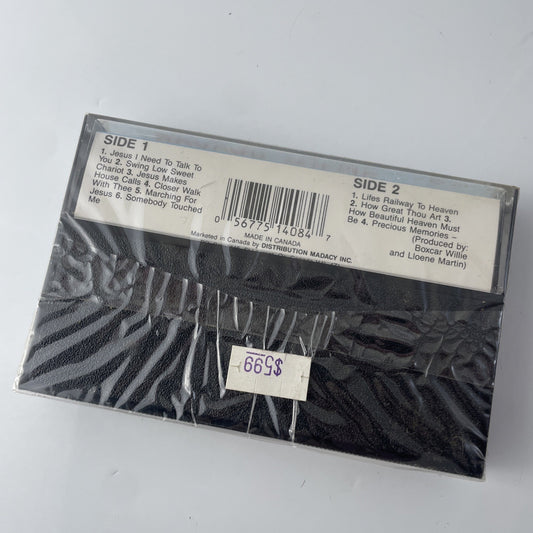 SIDE 1
1. Jesus I Need To Talk To
You 2. Swing Low Sweet
Chariot 3. Jesus Makes
House Calls 4. Closer Walk
With Thee 5. Marching For
Jesus 6. Somebody Touched
Me
0 56775 14084 7
MADE IN CANADA
Marketed in Canada by DISTRIBUTION MADACY INC.
SIDE 2
1. Lifes Railway To Heaven
2. How Great Thou Art 3.
How Beautiful Heaven Must
Be 4. Precious Memories –
(Produced by:
Boxcar Willie
and Lloene Martin)
$5.99